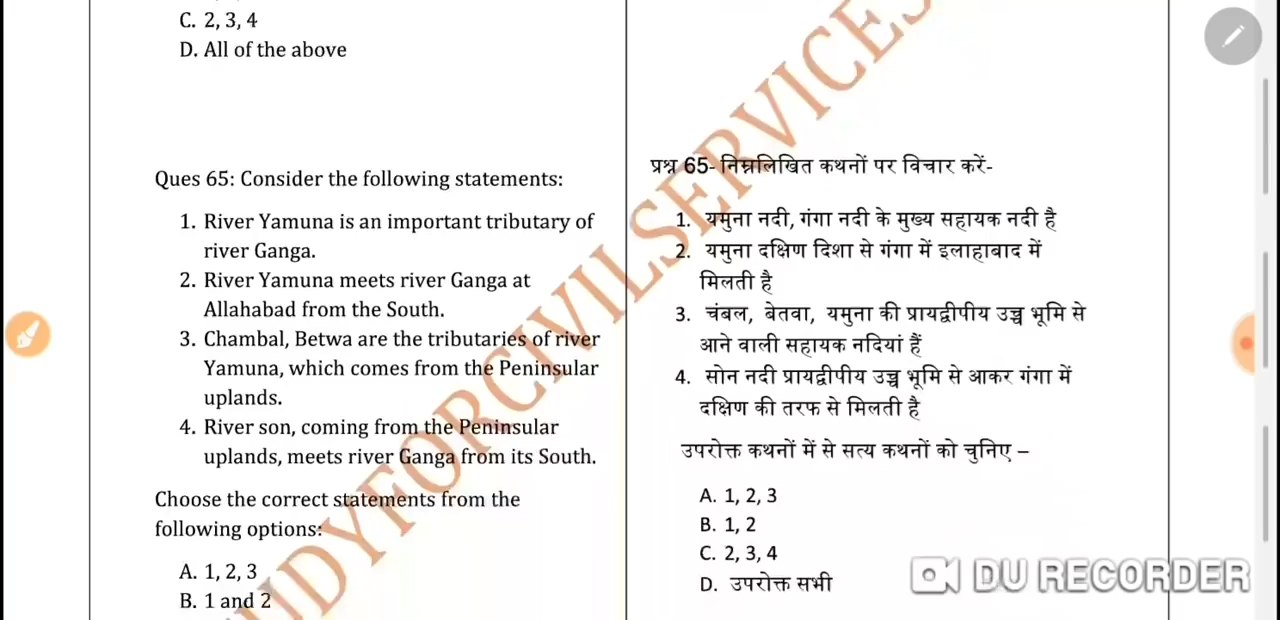 C. 2, 3, 4
D. All of the above
Ques 65: Consider the following statements:
1. River Yamuna is an important tributary of
river Ganga.
2. River Yamuna meets river Ganga at
Allahabad from the South.
3. Chambal, Betwa are the tributaries of river
Yamuna, which comes from the Peninsular
uplands.
4. River son, coming from the Peninsular
uplands, meets river Ganga from its South.
Choose the correct statements from the
following options:
A. 1, 2, 3
B. 1 and 2
प्रश्न 65- निम्नलिखित कथनों पर विचार करें-
1. यमुना नदी, गंगा नदी के मुख्य सहायक नदी है
2. यमुना दक्षिण दिशा से गंगा में इलाहाबाद में
मिलती है
3. चंबल, बेतवा, यमुना की प्रायद्वीपीय उच्च भूमि से
आने वाली सहायक नदियां हैं
4. सोन नदी प्रायद्वीपीय उच्च भूमि से आकर गंगा में
दक्षिण की तरफ से मिलती है
उपरोक्त कथनों में से सत्य कथनों को चुनिए –
A. 1, 2, 3
B. 1, 2
C. 2, 3, 4
D. उपरोक्त सभी
UDYFORCIVILSERVICES
DU RECORDER